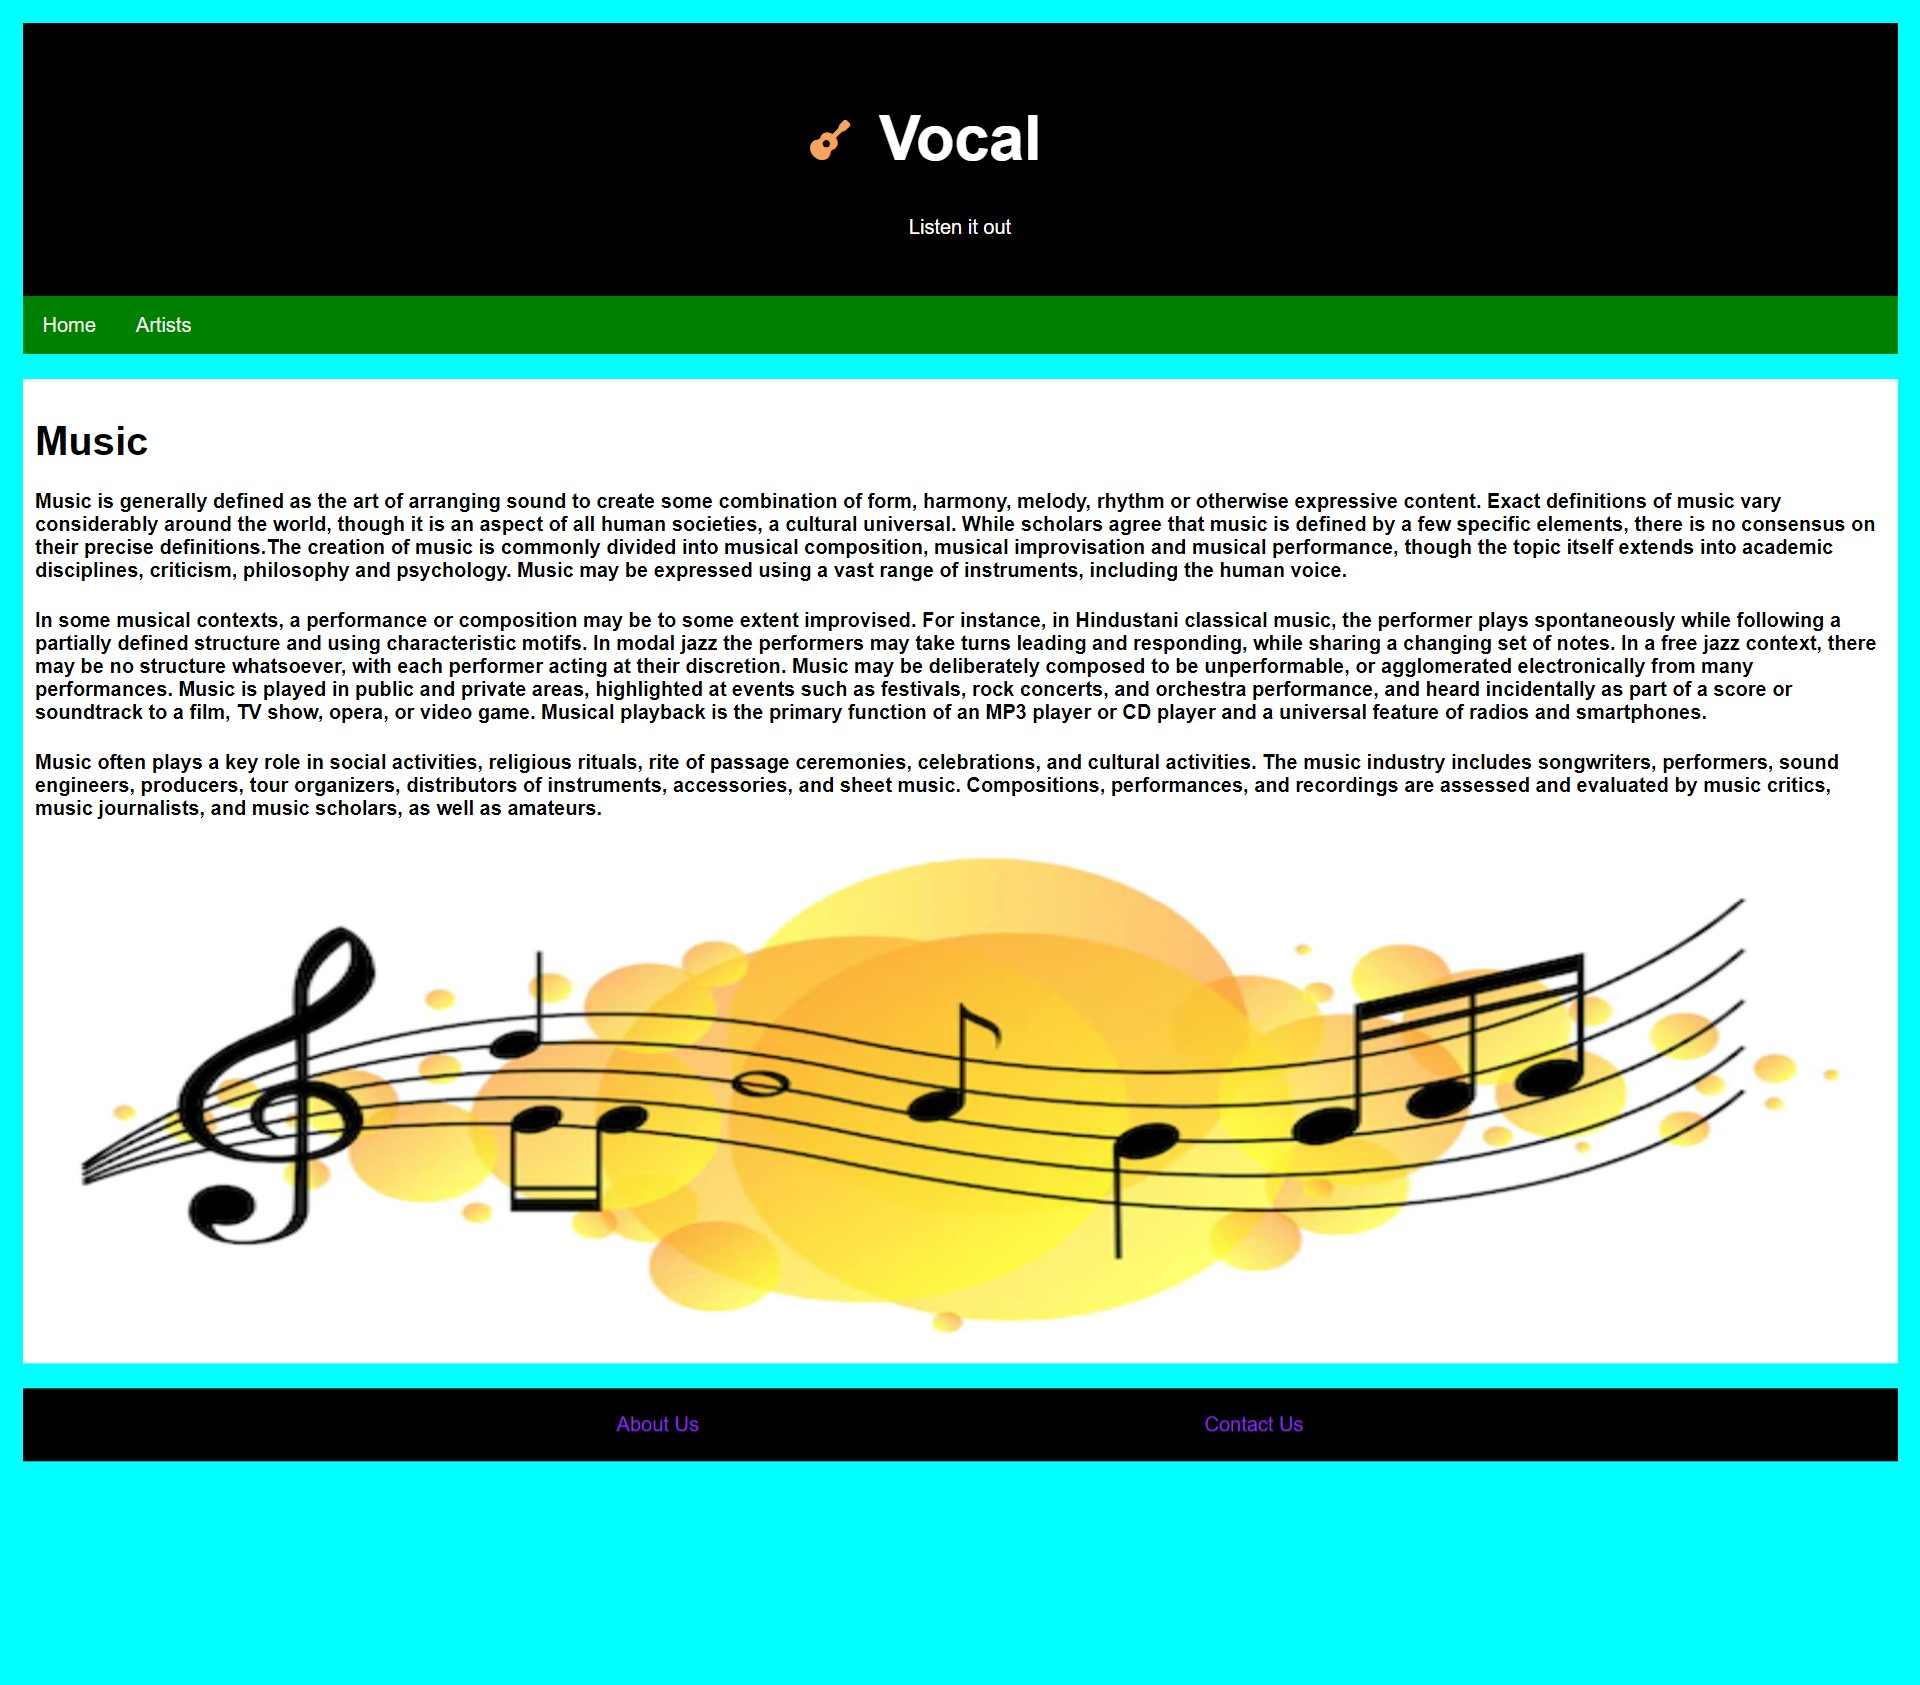 Vocal
Listen it out
Home Artists
Music
Music is generally defined as the art of arranging sound to create some combination of form, harmony, melody, rhythm or otherwise expressive content. Exact definitions of music vary
considerably around the world, though it is an aspect of all human societies, a cultural universal. While scholars agree that music is defined by a few specific elements, there is no consensus on
their precise definitions.The creation of music is commonly divided into musical composition, musical improvisation and musical performance, though the topic itself extends into academic
disciplines, criticism, philosophy and psychology. Music may be expressed using a vast range of instruments, including the human voice.
In some musical contexts, a performance or composition may be to some extent improvised. For instance, in Hindustani classical music, the performer plays spontaneously while following a
partially defined structure and using characteristic motifs. In modal jazz the performers may take turns leading and responding, while sharing a changing set of notes. In a free jazz context, there
may be no structure whatsoever, with each performer acting at their discretion. Music may be deliberately composed to be unperformable, or agglomerated electronically from many
performances. Music is played in public and private areas, highlighted at events such as festivals, rock concerts, and orchestra performance, and heard incidentally as part of a score or
soundtrack to a film, TV show, opera, or video game. Musical playback is the primary function of an MP3 player or CD player and a universal feature of radios and smartphones.
Music often plays a key role in social activities, religious rituals, rite of passage ceremonies, celebrations, and cultural activities. The music industry includes songwriters, performers, sound
engineers, producers, tour organizers, distributors of instruments, accessories, and sheet music. Compositions, performances, and recordings are assessed and evaluated by music critics,
music journalists, and music scholars, as well as amateurs.
About Us Contact Us